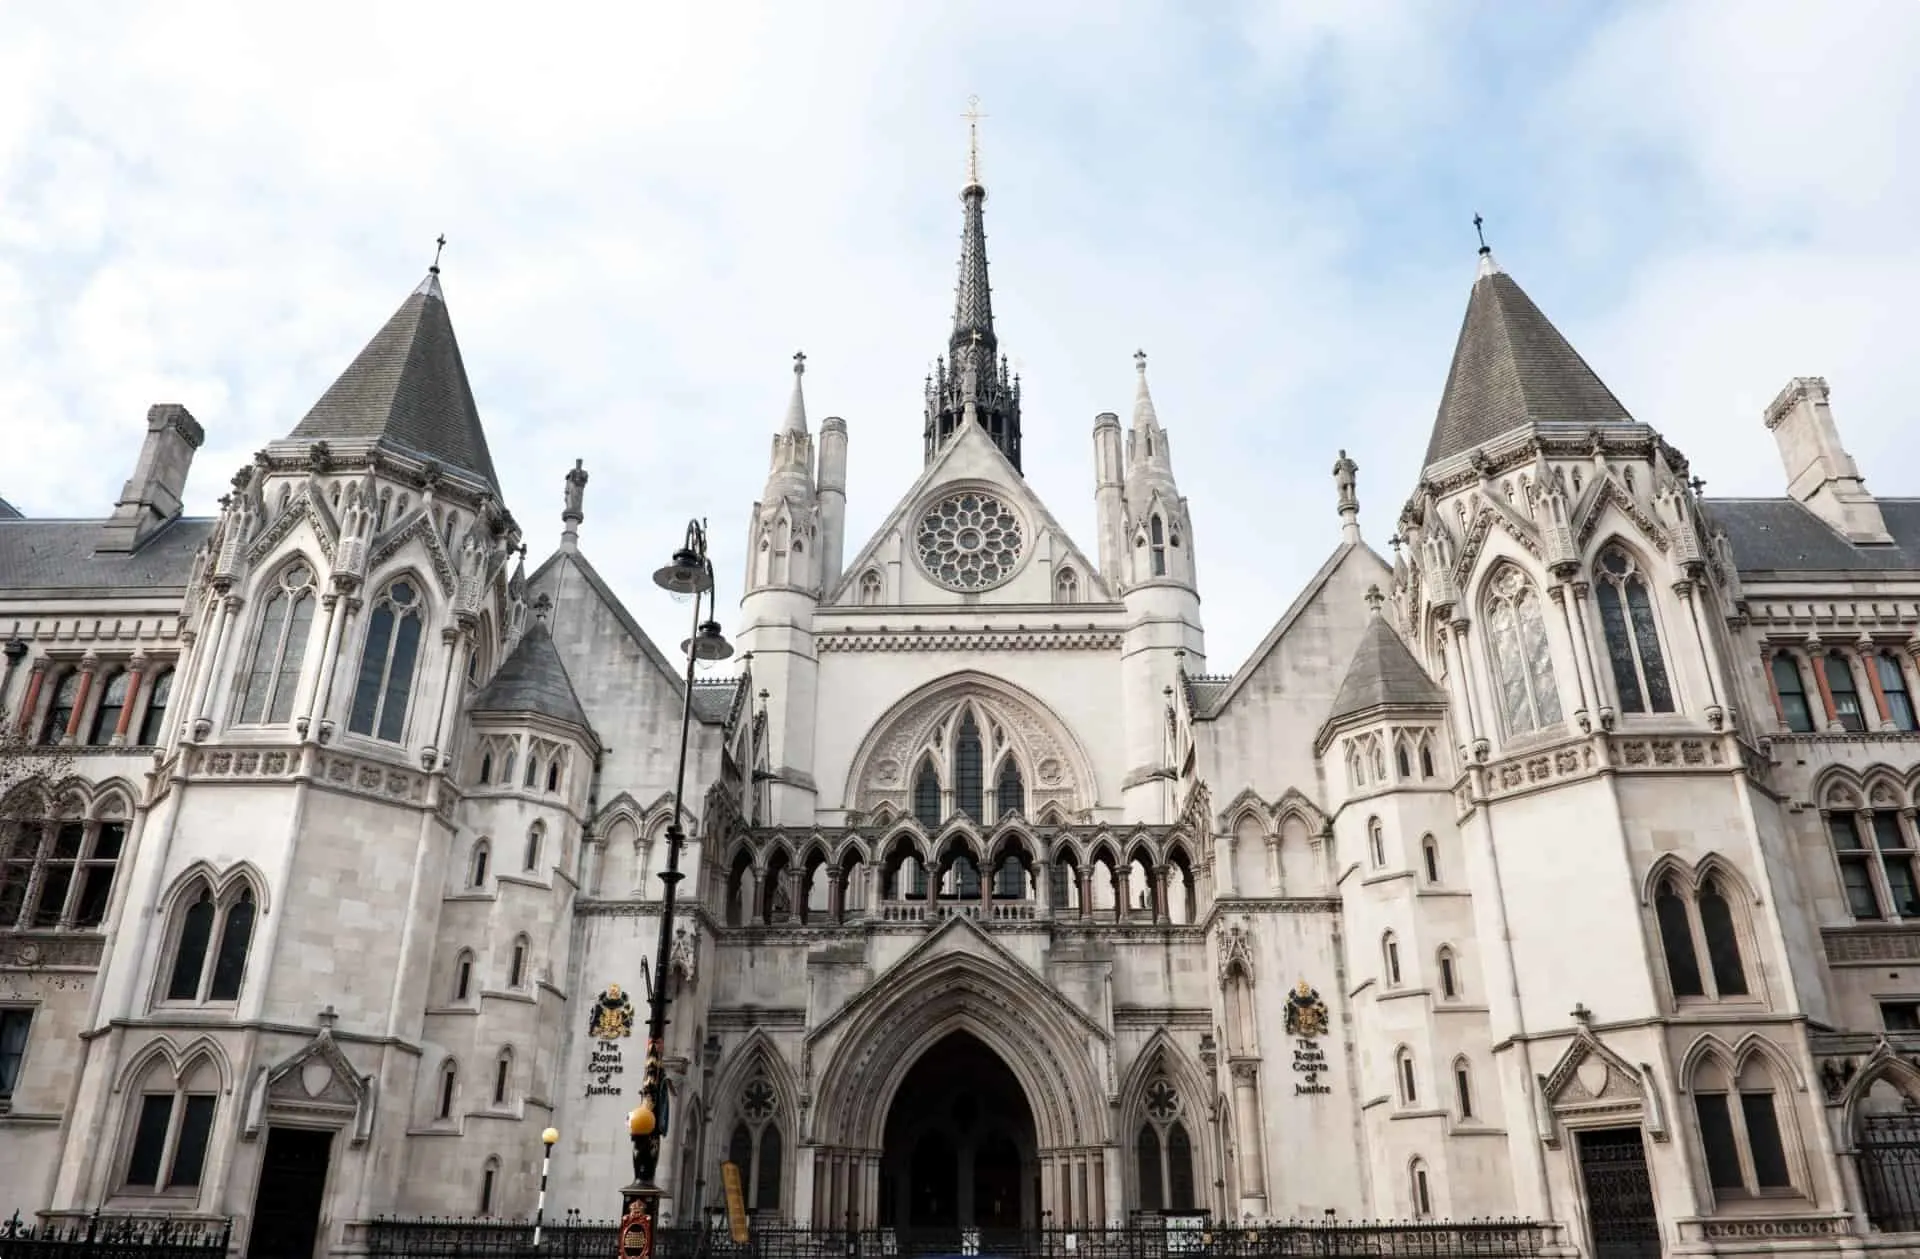 The
Royal
Courts
of
Justice
The
Royal
Courts
of
Justice